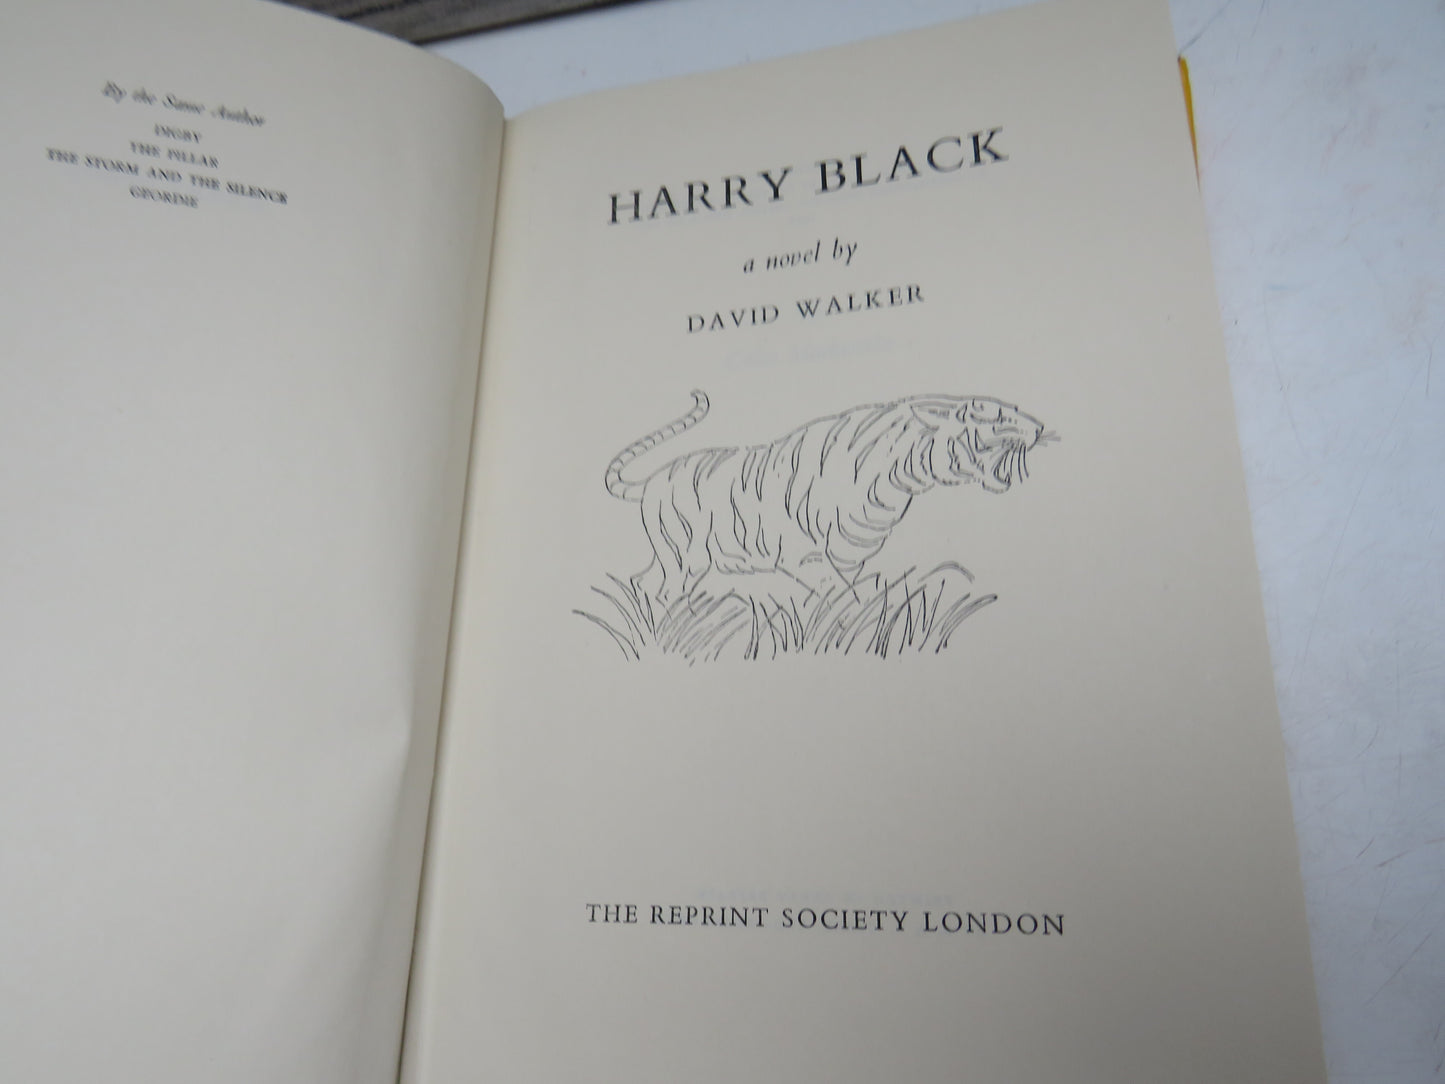 By the Same Author
DIGBY
THE PILLAR
THE STORM AND THE SILENCE
GEORDIE
HARRY BLACK
a novel by
DAVID WALKER
THE REPRINT SOCIETY LONDON